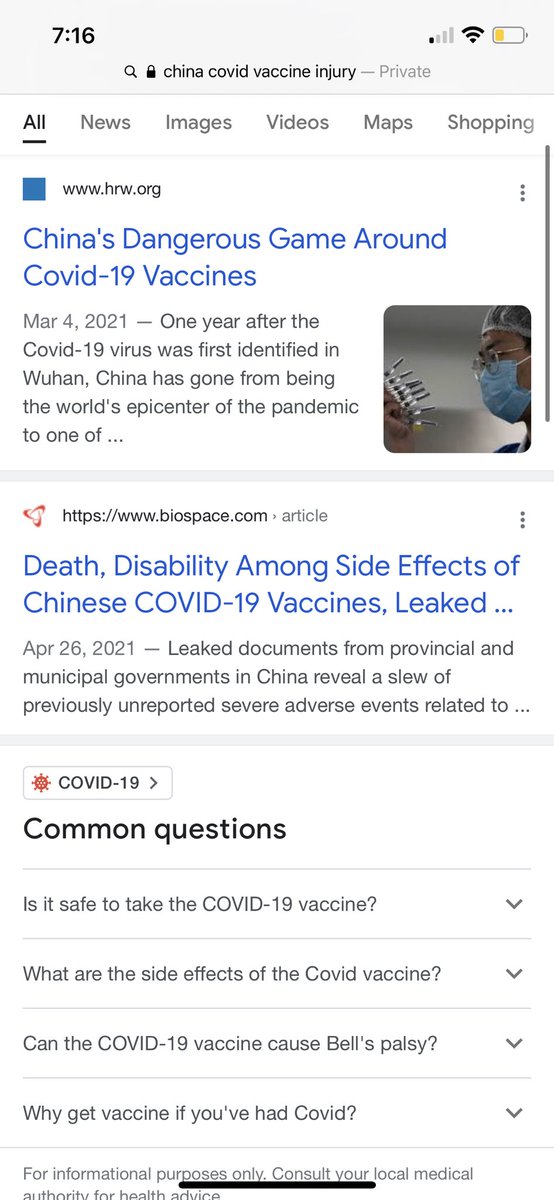 7:16
china covid vaccine injury — Private
All News Images Videos Maps Shopping
www.hrw.org
China's Dangerous Game Around
Covid-19 Vaccines
Mar 4, 2021 — One year after the
Covid-19 virus was first identified in
Wuhan, China has gone from being
the world's epicenter of the pandemic
to one of ...
https://www.biospace.com › article
Death, Disability Among Side Effects of
Chinese COVID-19 Vaccines, Leaked ...
Apr 26, 2021 — Leaked documents from provincial and
municipal governments in China reveal a slew of
previously unreported severe adverse events related to ...
COVID-19
Common questions
Is it safe to take the COVID-19 vaccine?
What are the side effects of the Covid vaccine?
Can the COVID-19 vaccine cause Bell's palsy?
Why get vaccine if you've had Covid?
For informational purposes only. Consult your local medical
authority for health advice